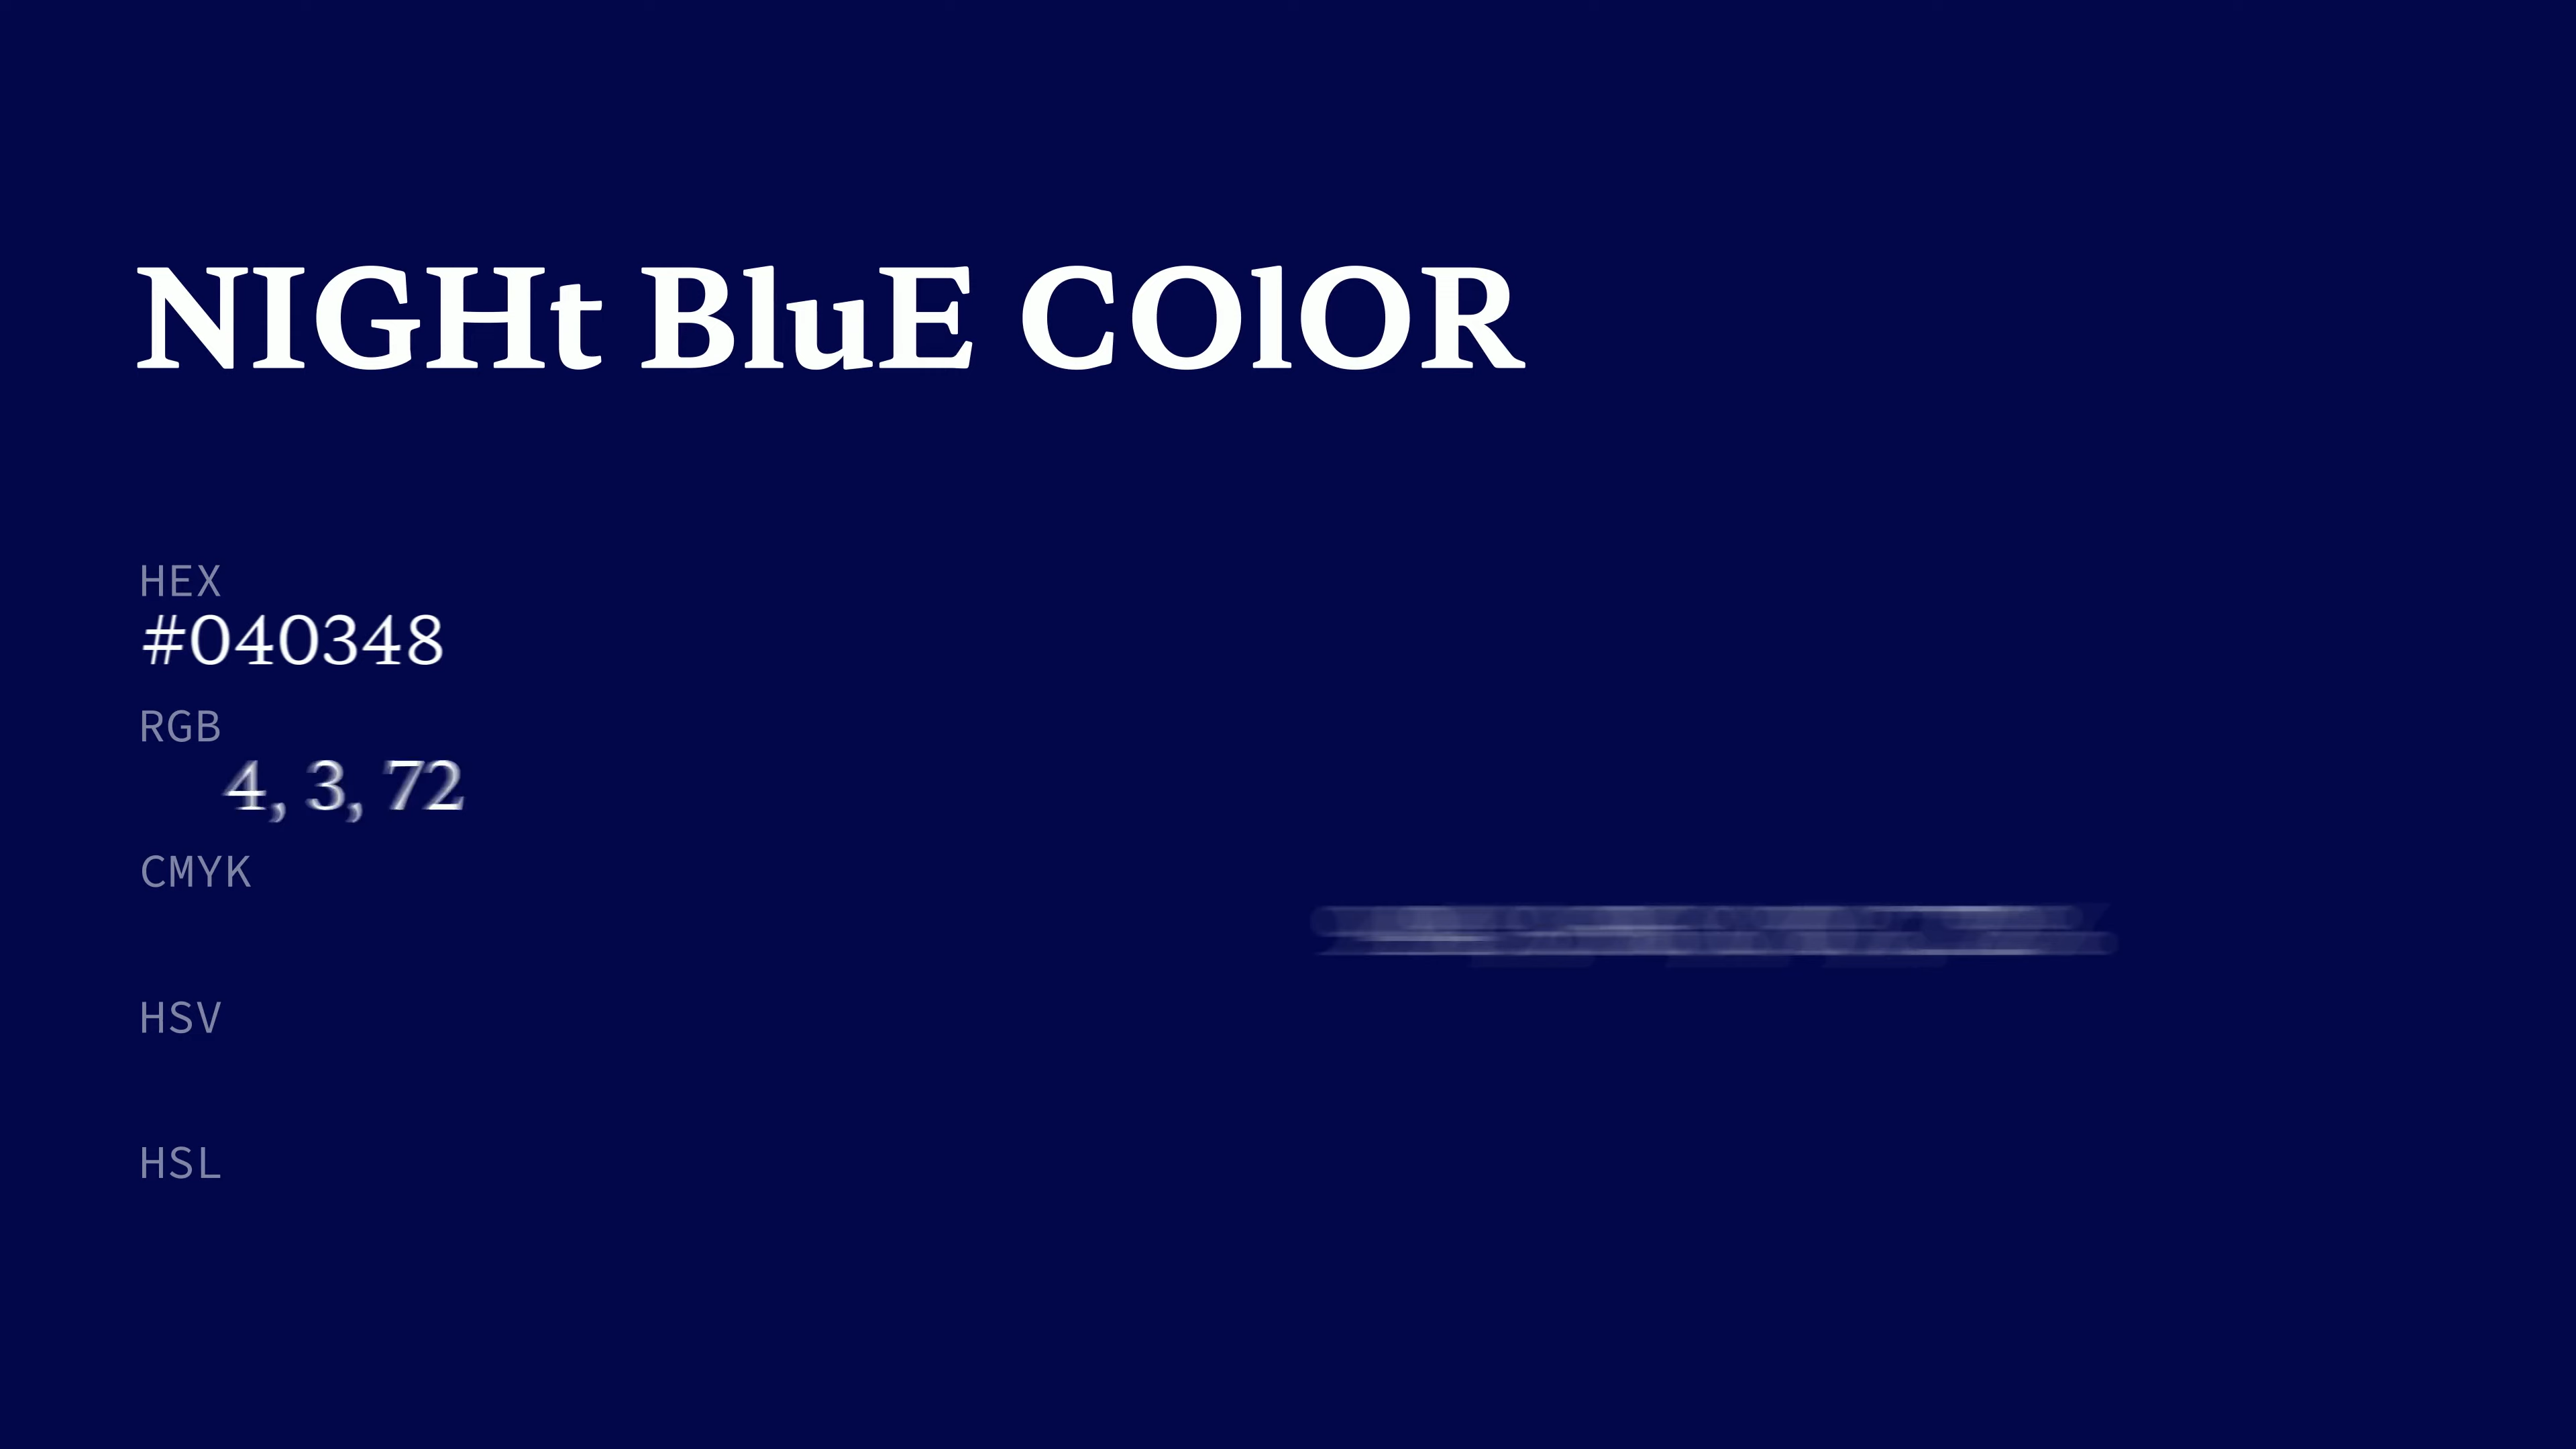 NIGHt BluE COlOR
HEX
#040348
RGB
4, 3, 72
CMYK
HSV
HSL